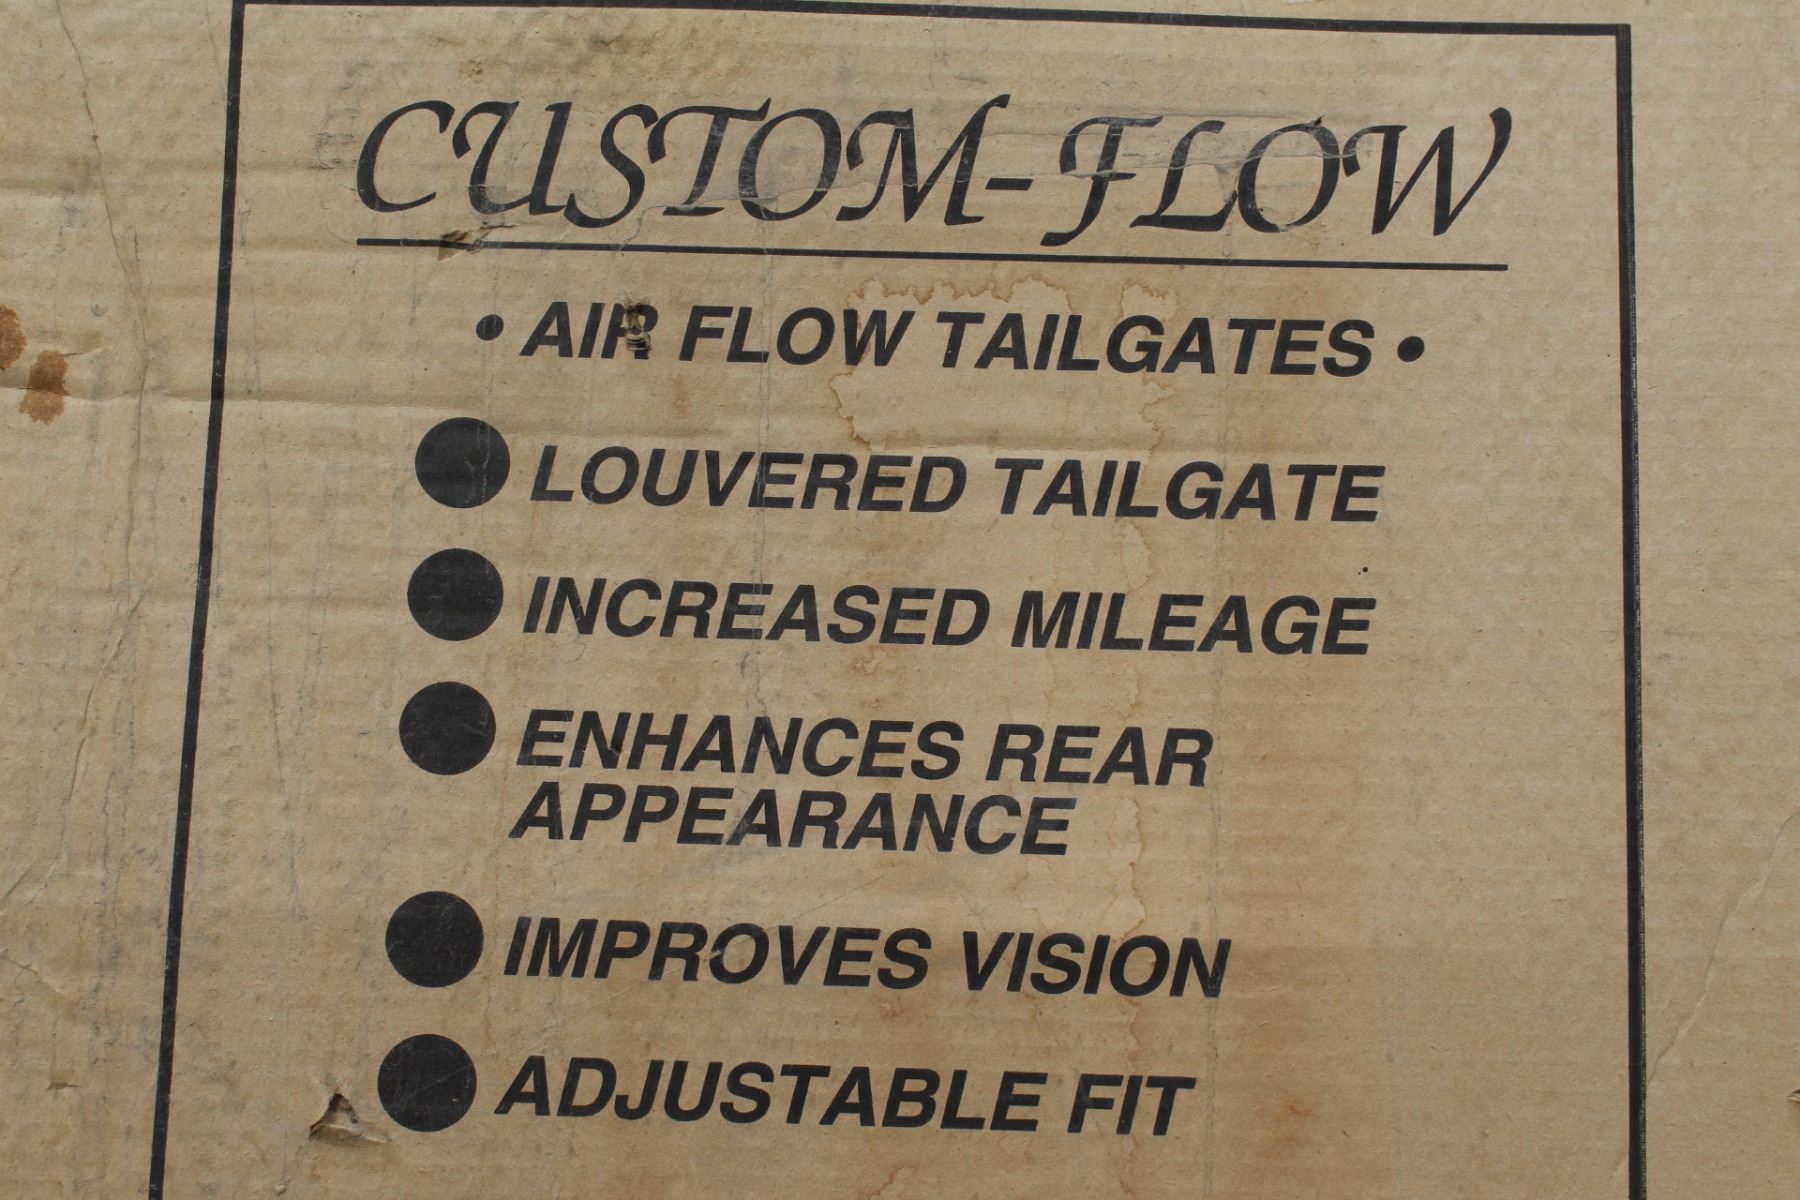 CUSTOM-FLOW
• AIR FLOW TAILGATES •
● LOUVERED TAILGATE
● INCREASED MILEAGE
● ENHANCES REAR
APPEARANCE
● IMPROVES VISION
● ADJUSTABLE FIT